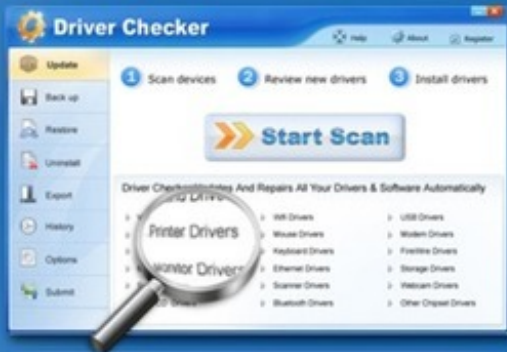 Driver Checker
Help
About
Register
Update
Back up
Restore
Uninstall
Export
History
Options
Submit
1 Scan devices
2 Review new drivers
3 Install drivers
Start Scan
Driver Checker Updates And Repairs All Your Drivers & Software Automatically
Printer Drivers
Monitor Drivers
Wifi Drivers
Mouse Drivers
Keyboard Drivers
Ethernet Drivers
Scanner Drivers
Bluetooth Drivers
USB Drivers
Modem Drivers
FireWire Drivers
Storage Drivers
Webcam Drivers
Other Chipset Drivers